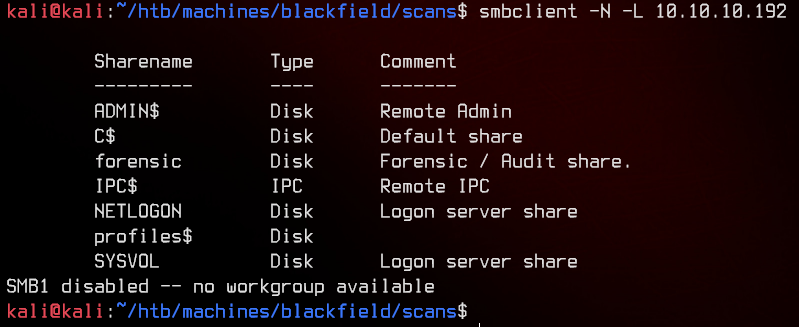 kali@kali:~/htb/machines/blackfield/scans$ smbclient -N -L 10.10.10.192
Sharename Type Comment
--------- ---- -------
ADMIN$ Disk Remote Admin
C$ Disk Default share
forensic Disk Forensic / Audit share.
IPC$ IPC Remote IPC
NETLOGON Disk Logon server share
profiles$ Disk
SYSVOL Disk Logon server share
SMB1 disabled -- no workgroup available
kali@kali:~/htb/machines/blackfield/scans$